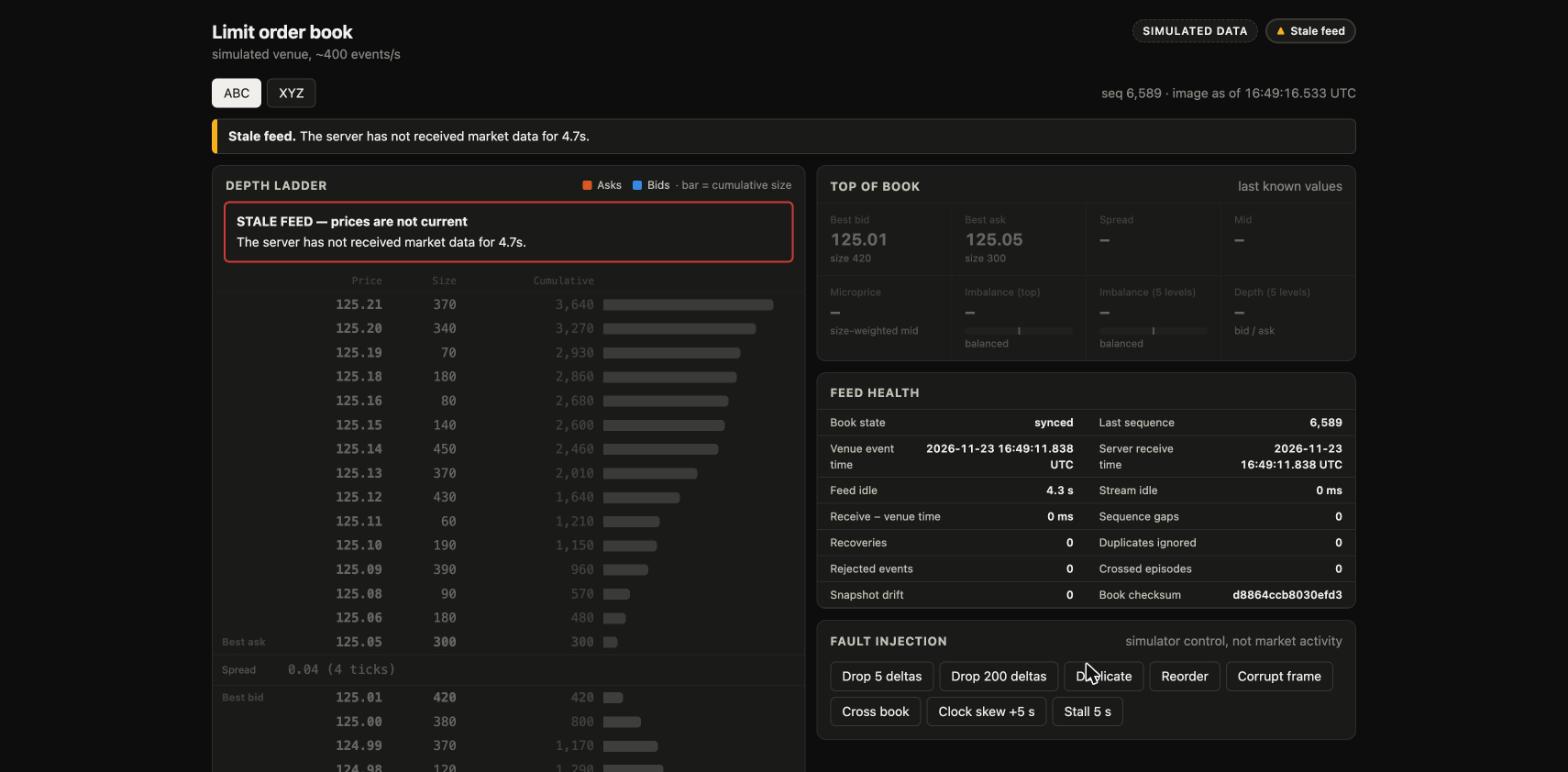 Limit order book
SIMULATED DATA
Stale feed
simulated venue, ~400 events/s
ABC
XYZ
seq 6,589 · image as of 16:49:16.533 UTC
Stale feed. The server has not received market data for 4.7s.
DEPTH LADDER
Asks Bids · bar = cumulative size
STALE FEED — prices are not current
The server has not received market data for 4.7s.
Price Size Cumulative
125.21 370 3,640
125.20 340 3,270
125.19 70 2,930
125.18 180 2,860
125.16 80 2,680
125.15 140 2,600
125.14 450 2,460
125.13 370 2,010
125.12 430 1,640
125.11 60 1,210
125.10 190 1,150
125.09 390 960
125.08 90 570
125.06 180 480
Best ask 125.05 300 300
Spread 0.04 (4 ticks)
Best bid 125.01 420 420
125.00 380 800
124.99 370 1,170
124.98 120 1,290
TOP OF BOOK
last known values
Best bid
125.01
size 420
Best ask
125.05
size 300
Spread
–
Mid
–
Microprice
–
size-weighted mid
Imbalance (top)
–
balanced
Imbalance (5 levels)
–
balanced
Depth (5 levels)
–
bid / ask
FEED HEALTH
Book state synced
Last sequence 6,589
Venue event time
2026-11-23 16:49:11.838 UTC
Server receive time
2026-11-23 16:49:11.838 UTC
Feed idle 4.3 s
Stream idle 0 ms
Receive – venue time 0 ms
Sequence gaps 0
Recoveries 0
Duplicates ignored 0
Rejected events 0
Crossed episodes 0
Snapshot drift 0
Book checksum d8864ccb8030efd3
FAULT INJECTION
simulator control, not market activity
Drop 5 deltas
Drop 200 deltas
Duplicate
Reorder
Corrupt frame
Cross book
Clock skew +5 s
Stall 5 s